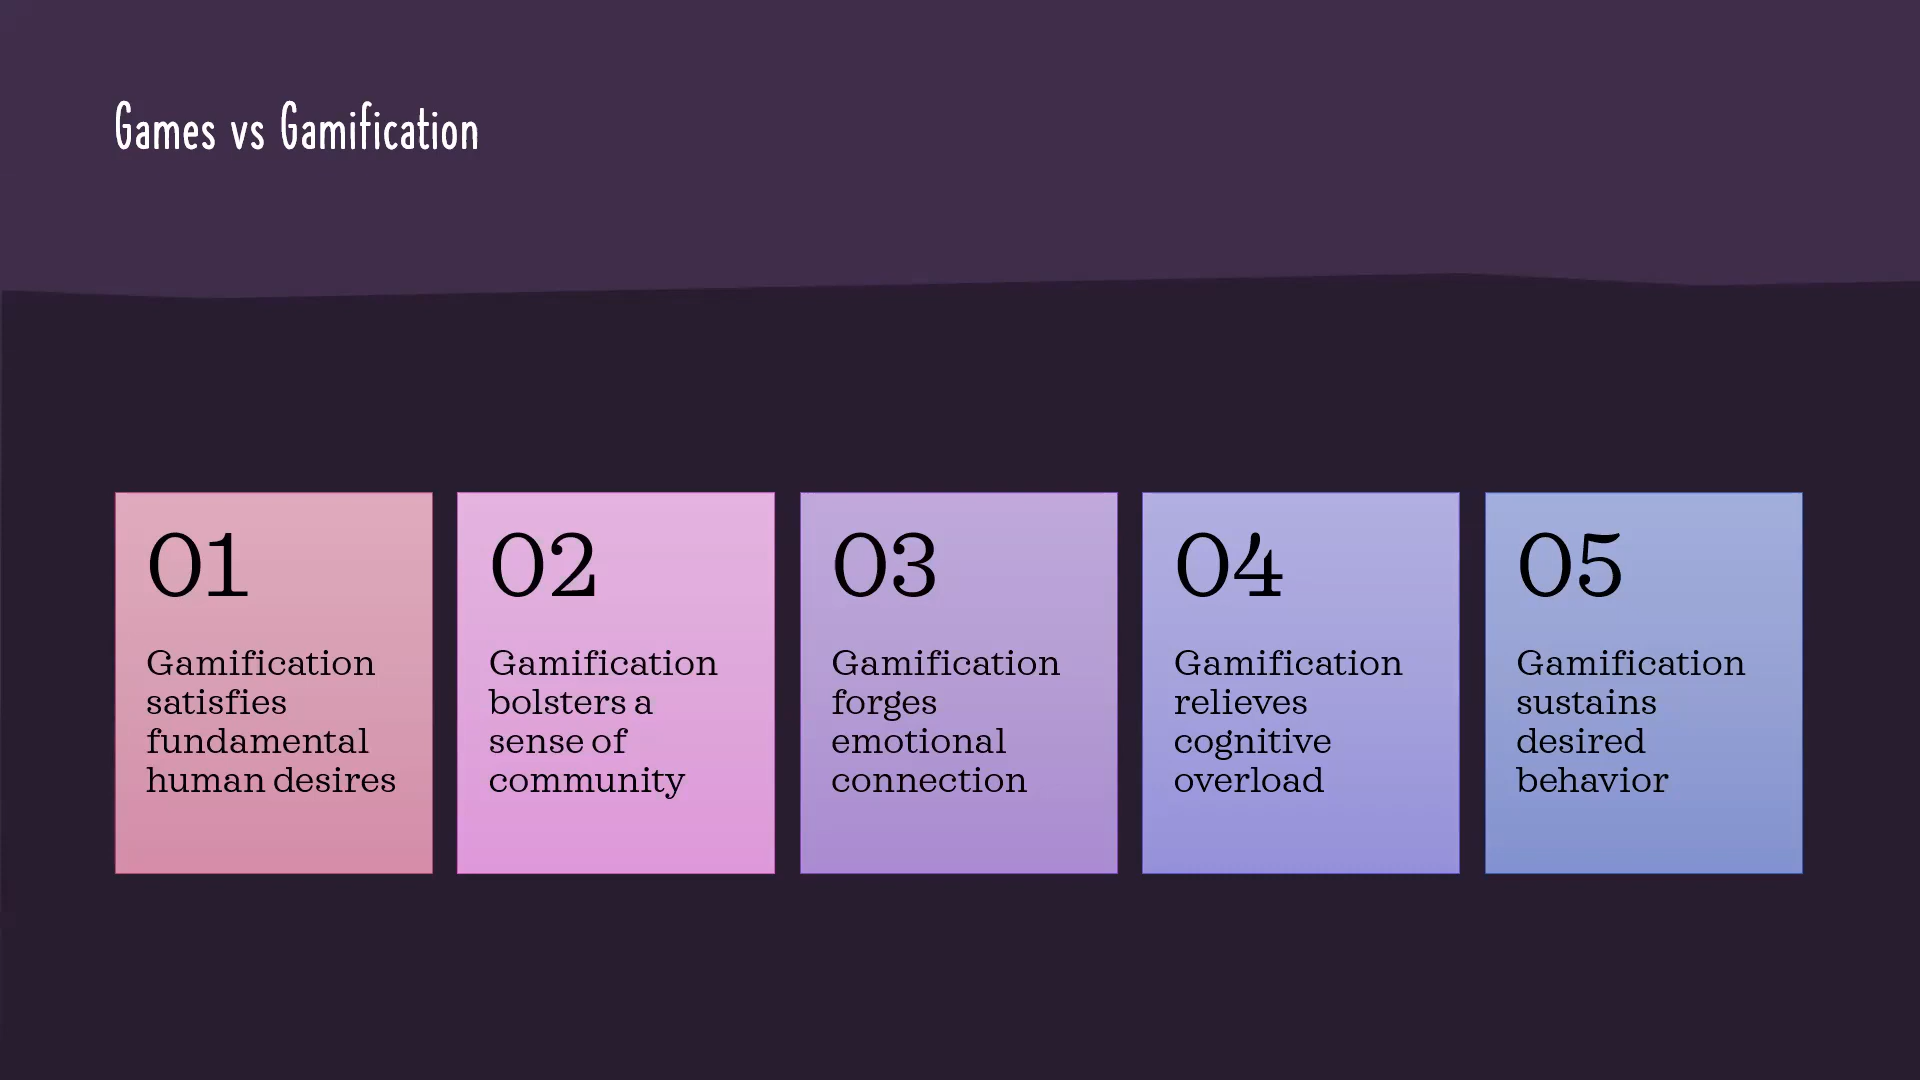 Games vs Gamification
01
Gamification
satisfies
fundamental
human desires
02
Gamification
bolsters a
sense of
community
03
Gamification
forges
emotional
connection
04
Gamification
relieves
cognitive
overload
05
Gamification
sustains
desired
behavior